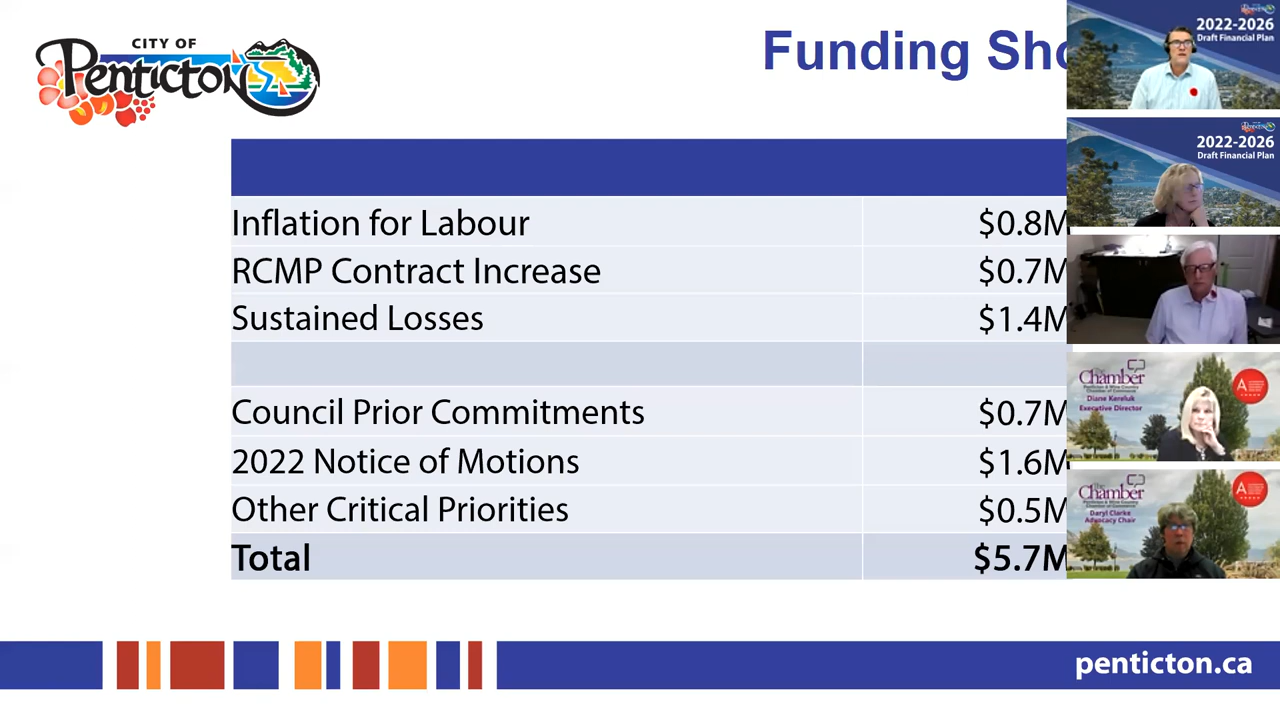 CITY OF
Penticton
Funding Sho
Inflation for Labour $0.8M
RCMP Contract Increase $0.7M
Sustained Losses $1.4M
Council Prior Commitments $0.7M
2022 Notice of Motions $1.6M
Other Critical Priorities $0.5M
Total $5.7M
penticton.ca
2022-2026
Draft Financial Plan
2022-2026
Draft Financial Plan
The
Chamber
Diane Kereluk
Executive Director
A
The
Chamber
Daryl Clarke
Advocacy Chair
A